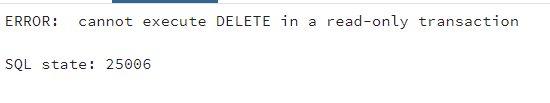 ERROR:  cannot execute DELETE in a read-only transaction
SQL state: 25006